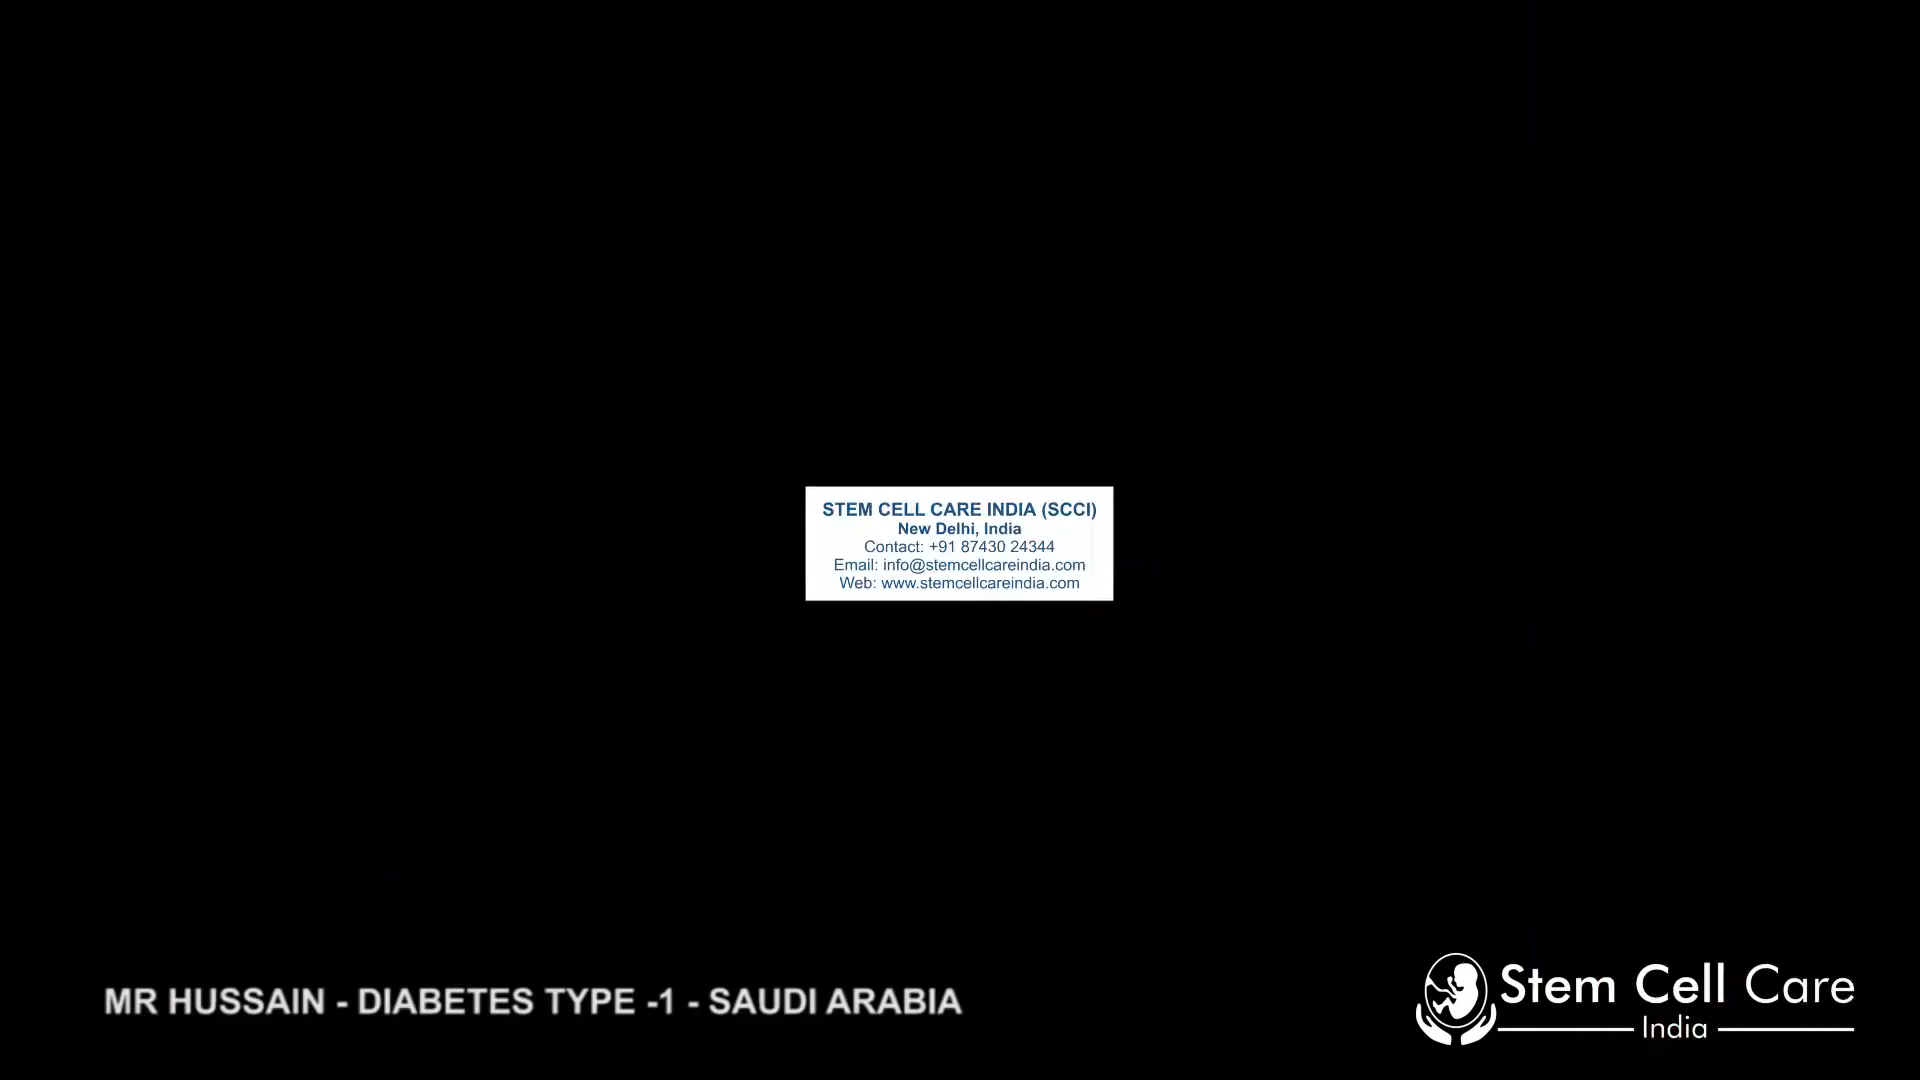 STEM CELL CARE INDIA (SCCI)
New Delhi, India
Contact: +91 87430 24344
Email: info@stemcellcareindia.com
Web: www.stemcellcareindia.com
MR HUSSAIN - DIABETES TYPE -1 - SAUDI ARABIA
Stem Cell Care
India